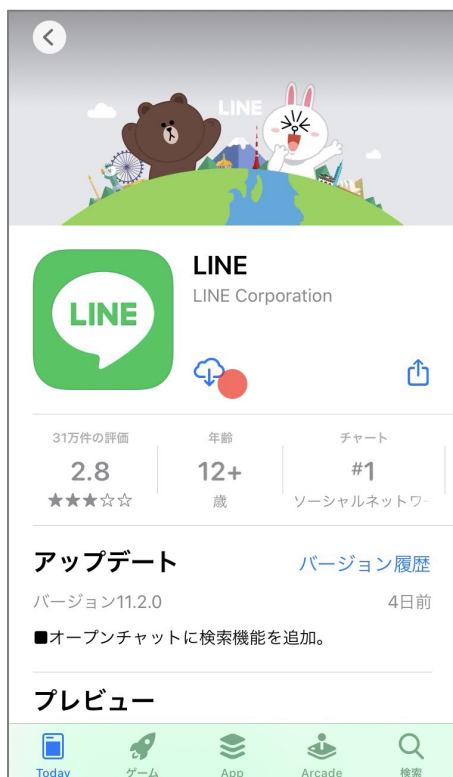 LINE
LINE
LINE Corporation
LINE
31万件の評価
年齢
チャート
2.8
12+
#1
★★★☆☆
歳
ソーシャルネットワー
アップデート
バージョン履歴
バージョン11.2.0
4日前
■オープンチャットに検索機能を追加。
プレビュー
Today
ゲーム
App
Arcade
検索